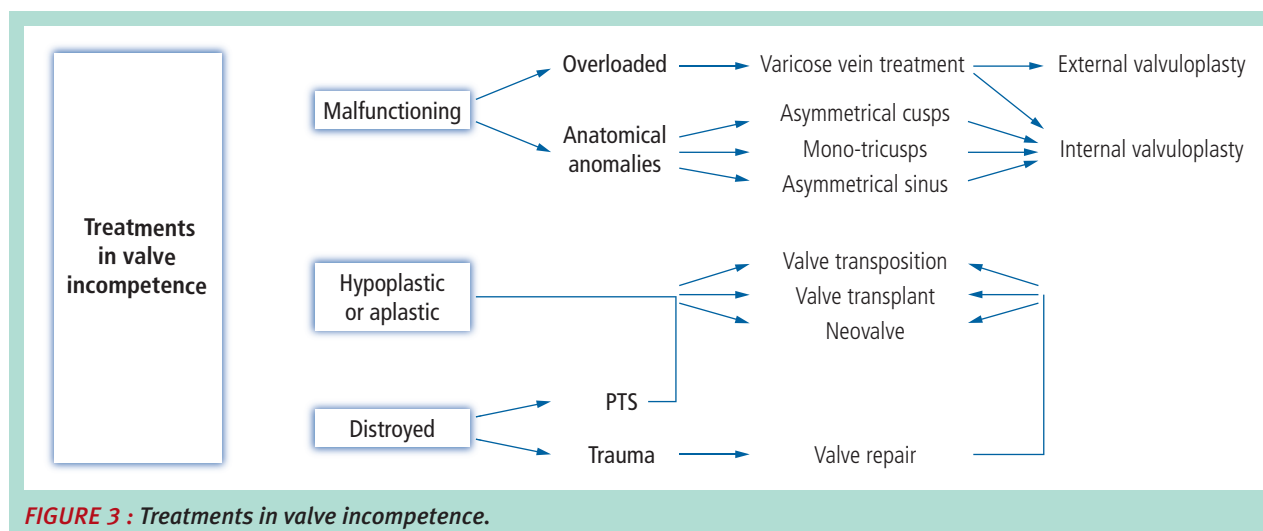 Treatments
in valve
incompetence
Malfunctioning
Overloaded
Varicose vein treatment
External valvuloplasty
Anatomical
anomalies
Asymmetrical cusps
Mono-tricusps
Asymmetrical sinus
Internal valvuloplasty
Hypoplastic
or aplastic
Valve transposition
Valve transplant
Neovalve
Distroyed
PTS
Trauma
Valve repair
FIGURE 3 : Treatments in valve incompetence.